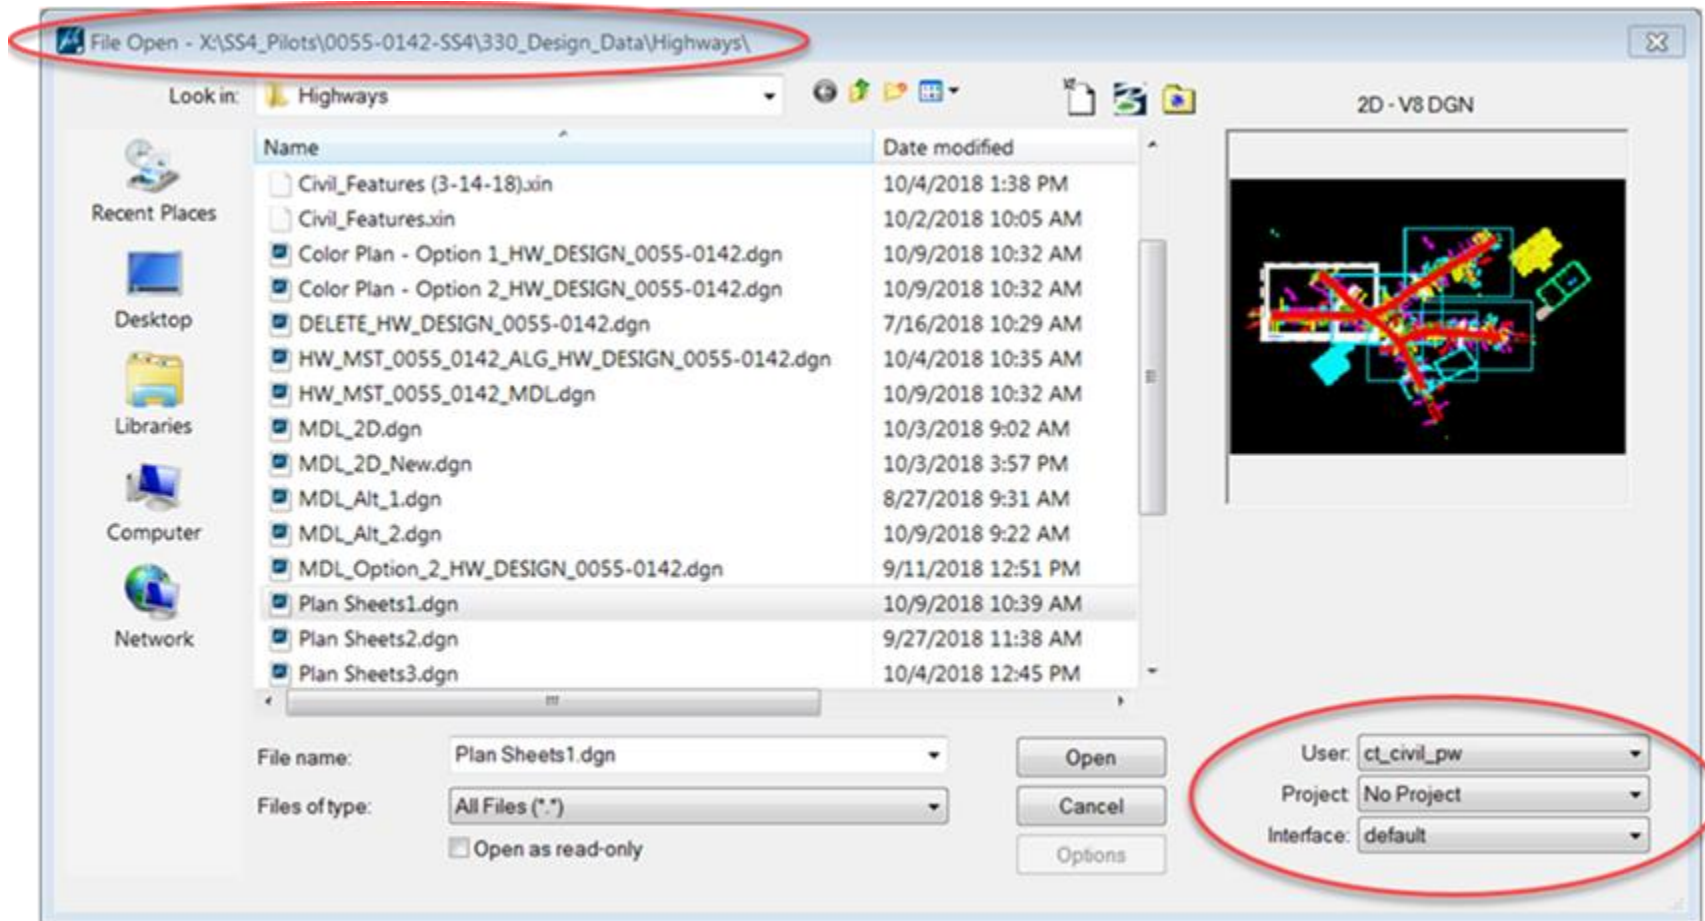 File Open - X:\SS4_Pilots\0055-0142-SS4\330_Design_Data\Highways\
Look in: Highways
2D - V8 DGN
Name Date modified
Recent Places
Desktop
Libraries
Computer
Network
Civil_Features (3-14-18).xin 10/4/2018 1:38 PM
Civil_Features.xin 10/2/2018 10:05 AM
Color Plan - Option 1_HW_DESIGN_0055-0142.dgn 10/9/2018 10:32 AM
Color Plan - Option 2_HW_DESIGN_0055-0142.dgn 10/9/2018 10:32 AM
DELETE_HW_DESIGN_0055-0142.dgn 7/16/2018 10:29 AM
HW_MST_0055_0142_ALG_HW_DESIGN_0055-0142.dgn 10/4/2018 10:35 AM
HW_MST_0055_0142_MDL.dgn 10/9/2018 10:32 AM
MDL_2D.dgn 10/3/2018 9:02 AM
MDL_2D_New.dgn 10/3/2018 3:57 PM
MDL_Alt_1.dgn 8/27/2018 9:31 AM
MDL_Alt_2.dgn 10/9/2018 9:22 AM
MDL_Option_2_HW_DESIGN_0055-0142.dgn 9/11/2018 12:51 PM
Plan Sheets1.dgn 10/9/2018 10:39 AM
Plan Sheets2.dgn 9/27/2018 11:38 AM
Plan Sheets3.dgn 10/4/2018 12:45 PM
File name: Plan Sheets1.dgn Open
Files of type: All Files (*.*) Cancel
Open as read-only Options
User: ct_civil_pw
Project: No Project
Interface: default